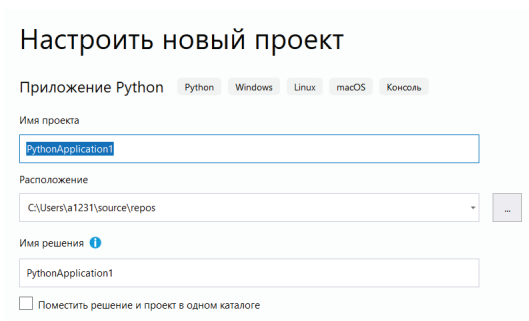 Настроить новый проект
Приложение Python Python Windows Linux macOS Консоль
Имя проекта
PythonApplication1
Расположение
C:\Users\a1231\source\repos
...
Имя решения i
PythonApplication1
Поместить решение и проект в одном каталоге